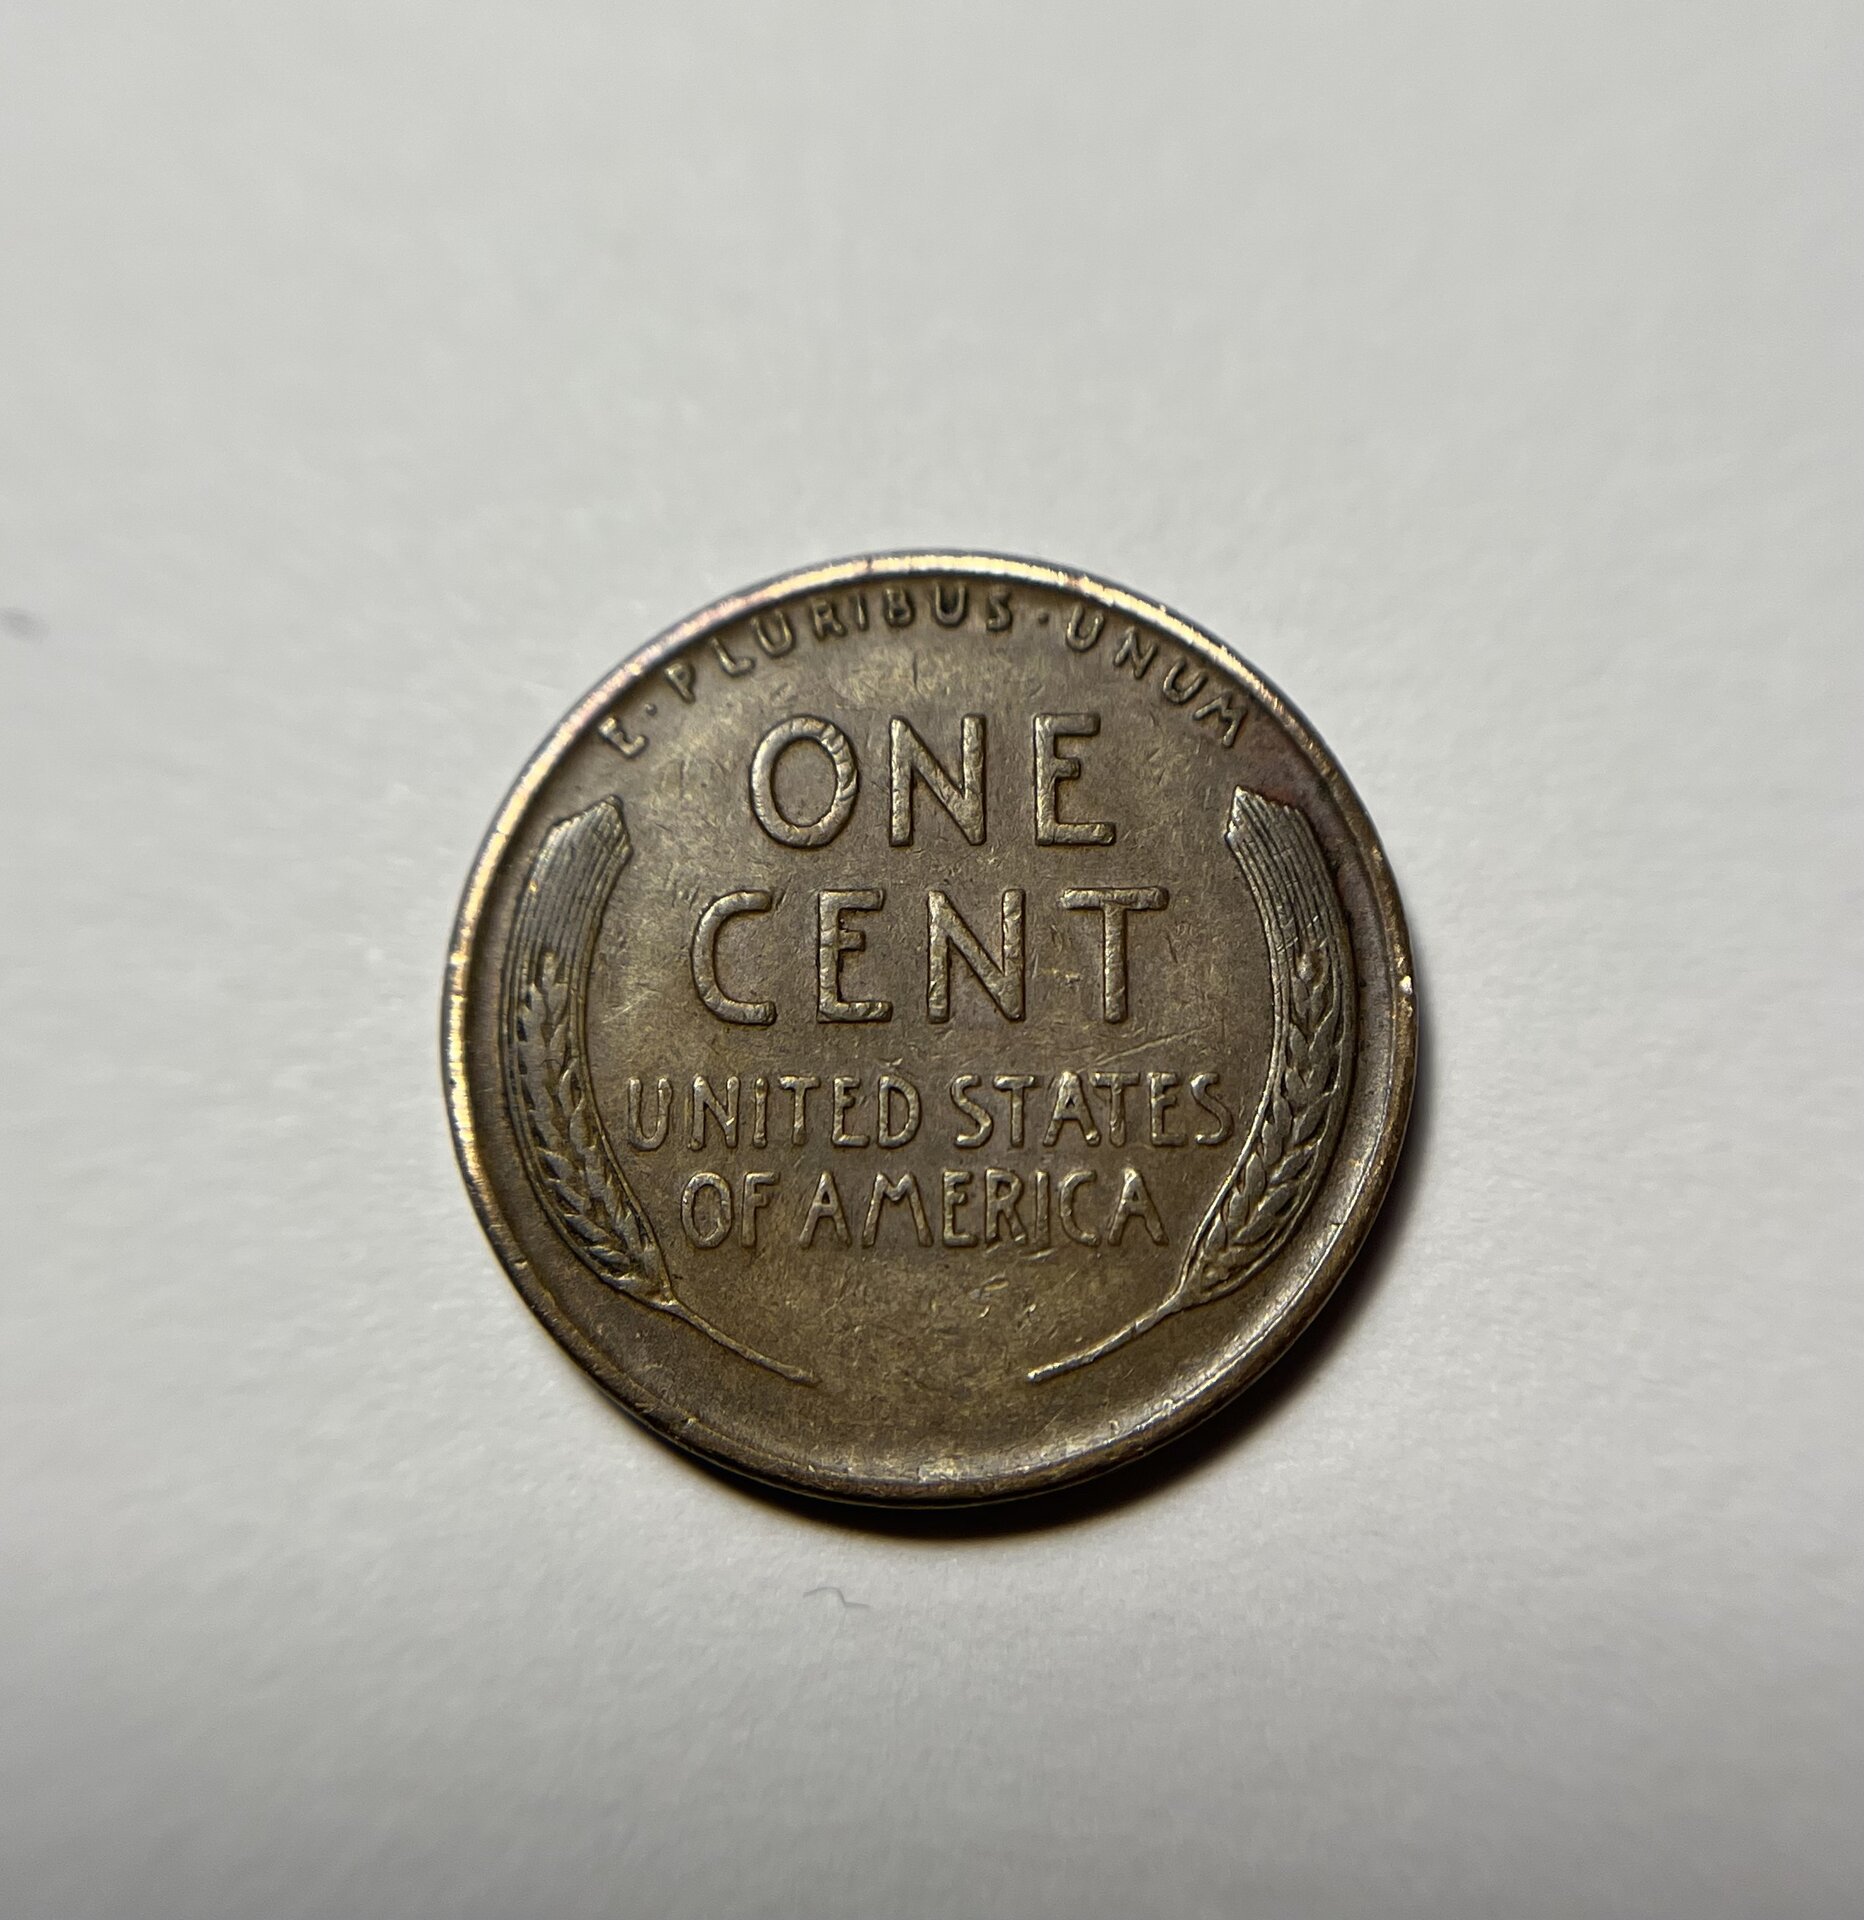 E · PLURIBUS · UNUM
ONE
CENT
UNITED STATES
OF AMERICA